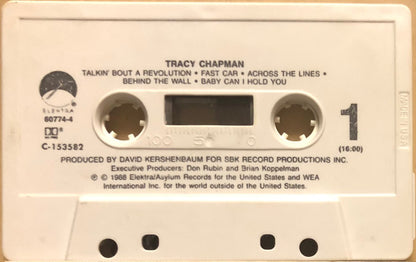 TRACY CHAPMAN
TALKIN' BOUT A REVOLUTION • FAST CAR • ACROSS THE LINES •
BEHIND THE WALL • BABY CAN I HOLD YOU
ELEKTRA
60774-4
C-153582
100 50 0
1
(16:00)
PRODUCED BY DAVID KERSHENBAUM FOR SBK RECORD PRODUCTIONS INC.
Executive Producers: Don Rubin and Brian Koppelman
℗ © 1988 Elektra/Asylum Records for the United States and WEA
International Inc. for the world outside of the United States.